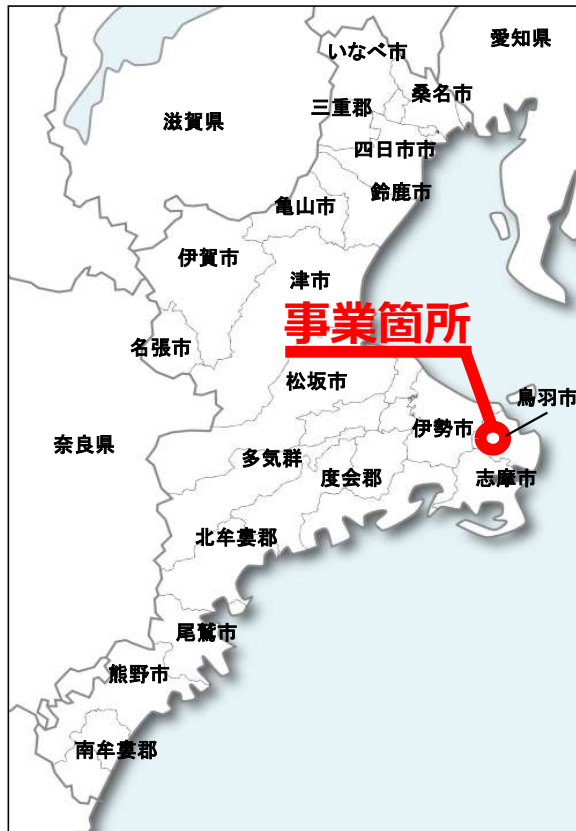 愛知県
いなべ市
桑名市
三重郡
滋賀県
四日市市
鈴鹿市
亀山市
伊賀市
津市
事業箇所
名張市
松坂市
鳥羽市
伊勢市
奈良県
多気群
度会郡
志摩市
北牟婁郡
尾鷲市
熊野市
南牟婁郡